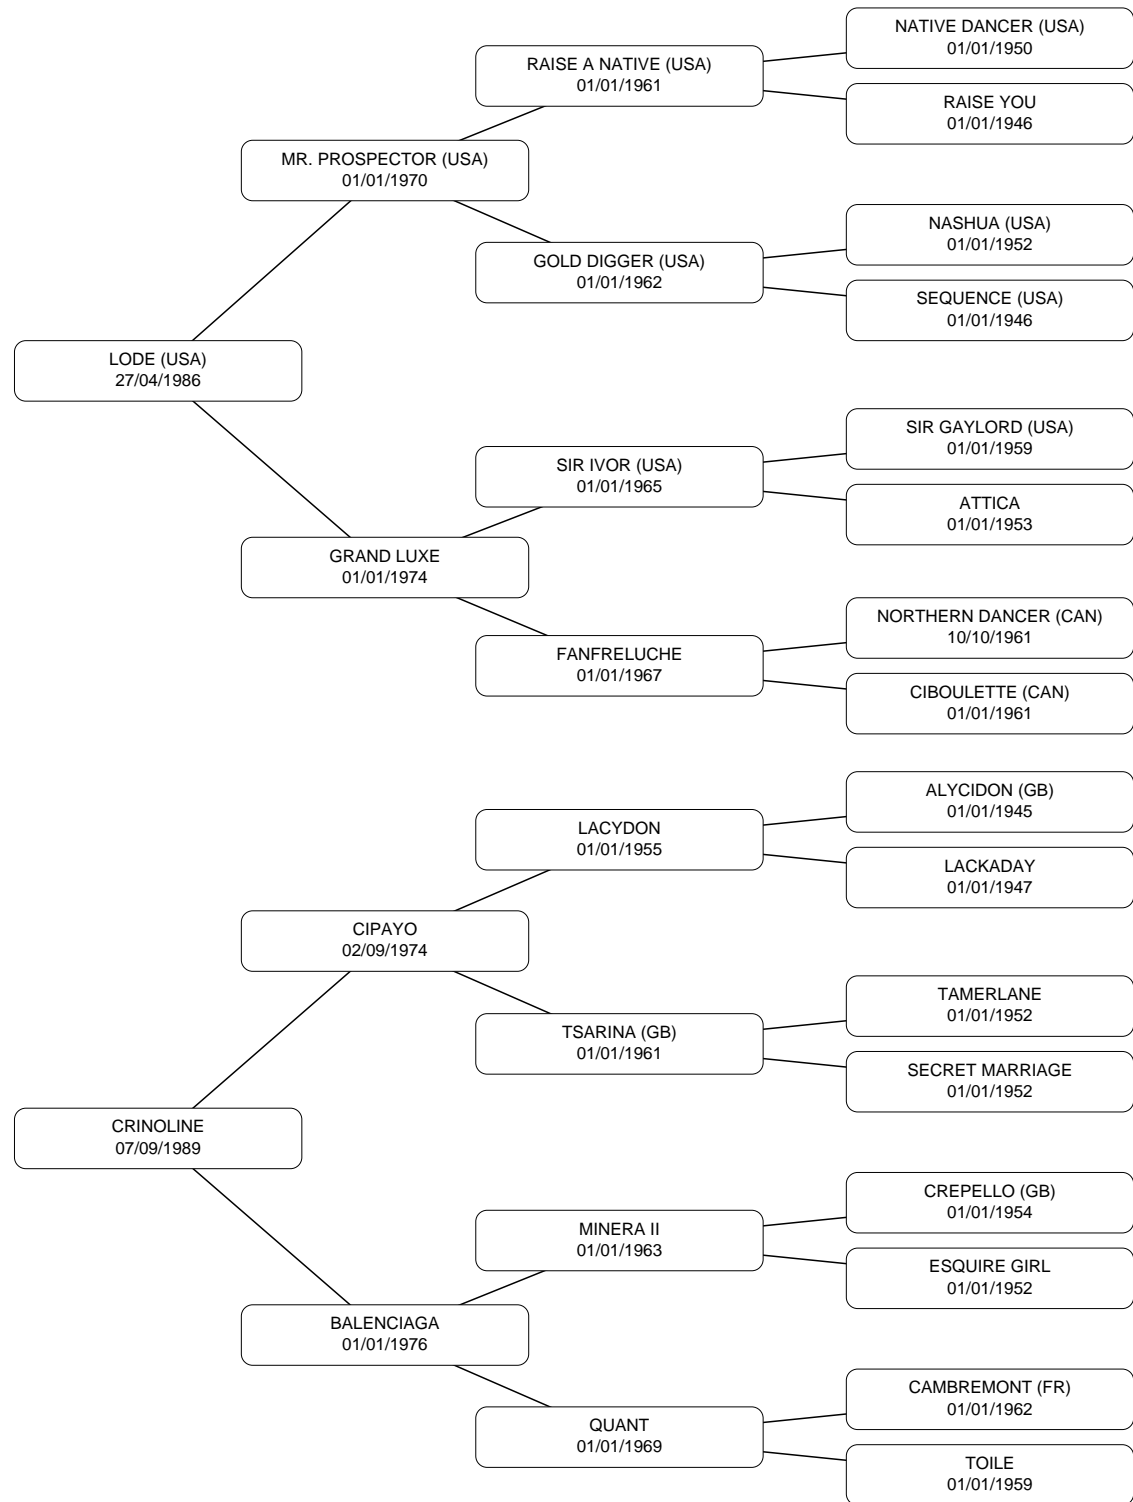 NATIVE DANCER (USA)
01/01/1950
RAISE A NATIVE (USA)
01/01/1961
RAISE YOU
01/01/1946
MR. PROSPECTOR (USA)
01/01/1970
NASHUA (USA)
01/01/1952
GOLD DIGGER (USA)
01/01/1962
SEQUENCE (USA)
01/01/1946
LODE (USA)
27/04/1986
SIR GAYLORD (USA)
01/01/1959
SIR IVOR (USA)
01/01/1965
ATTICA
01/01/1953
GRAND LUXE
01/01/1974
NORTHERN DANCER (CAN)
10/10/1961
FANFRELUCHE
01/01/1967
CIBOULETTE (CAN)
01/01/1961
ALYCIDON (GB)
01/01/1945
LACYDON
01/01/1955
LACKADAY
01/01/1947
CIPAYO
02/09/1974
TAMERLANE
01/01/1952
TSARINA (GB)
01/01/1961
SECRET MARRIAGE
01/01/1952
CRINOLINE
07/09/1989
CREPELLO (GB)
01/01/1954
MINERA II
01/01/1963
ESQUIRE GIRL
01/01/1952
BALENCIAGA
01/01/1976
CAMBREMONT (FR)
01/01/1962
QUANT
01/01/1969
TOILE
01/01/1959